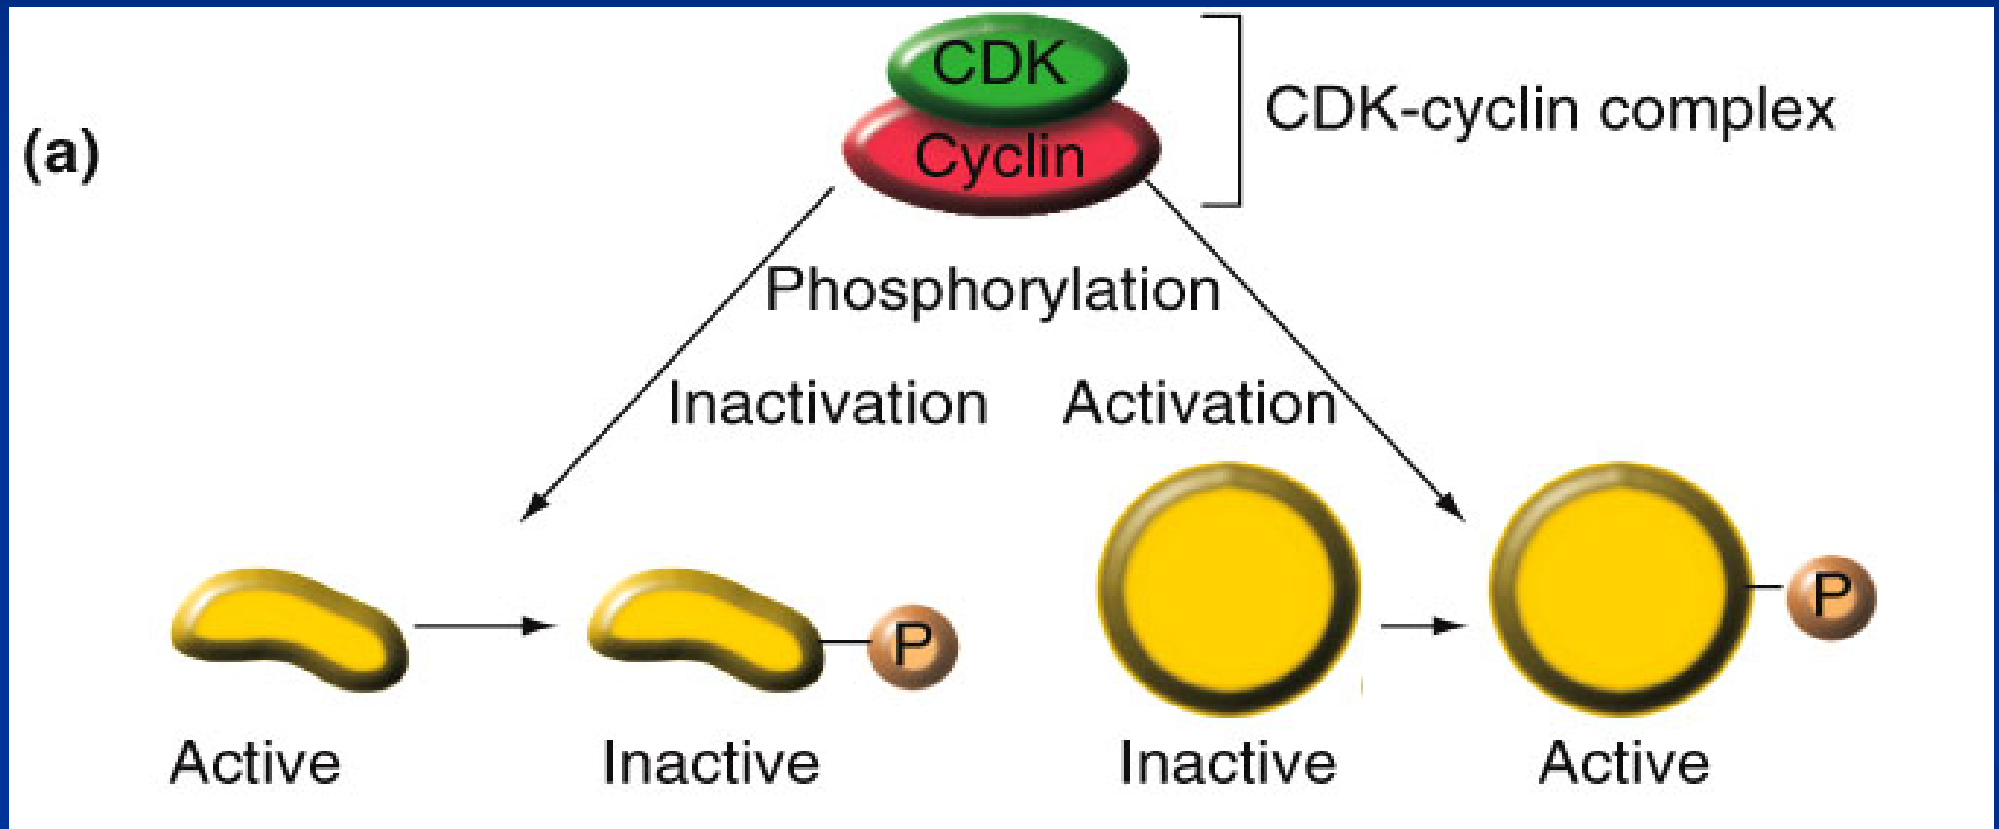 CDK
CDK-cyclin complex
(a)
Cyclin
Phosphorylation
Inactivation Activation
P
P
Active Inactive Inactive Active